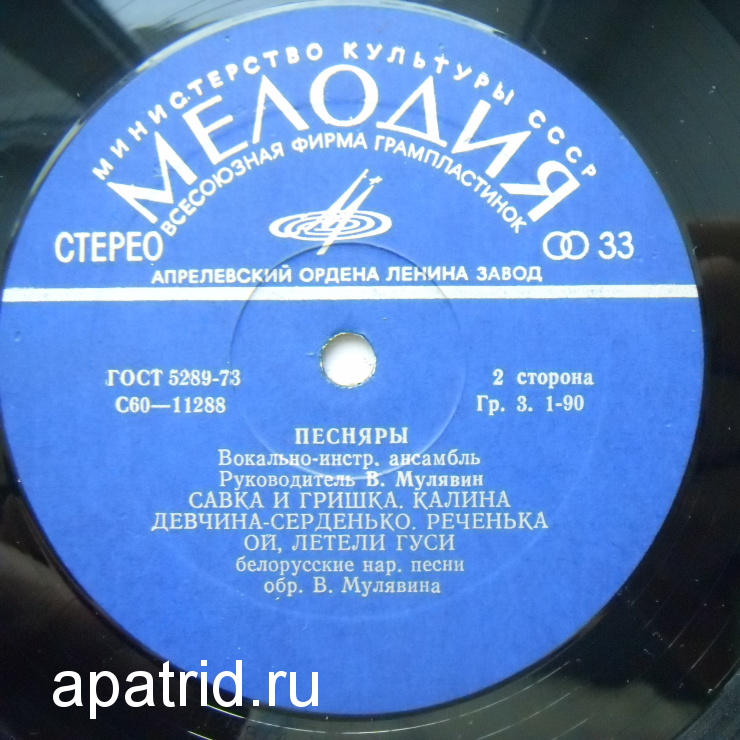 МИНИСТЕРСТВО КУЛЬТУРЫ СССР
МЕЛОДИЯ
ВСЕСОЮЗНАЯ ФИРМА ГРАМПЛАСТИНОК
СТЕРЕО 33
АПРЕЛЕВСКИЙ ОРДЕНА ЛЕНИНА ЗАВОД
ГОСТ 5289-73 2 сторона
С60—11288 Гр. 3. 1-90
ПЕСНЯРЫ
Вокально-инстр. ансамбль
Руководитель В. Мулявин
САВКА И ГРИШКА. КАЛИНА
ДЕВЧИНА-СЕРДЕНЬКО. РЕЧЕНЬКА
ОЙ, ЛЕТЕЛИ ГУСИ
белорусские нар. песни
обр. В. Мулявина
apatrid.ru